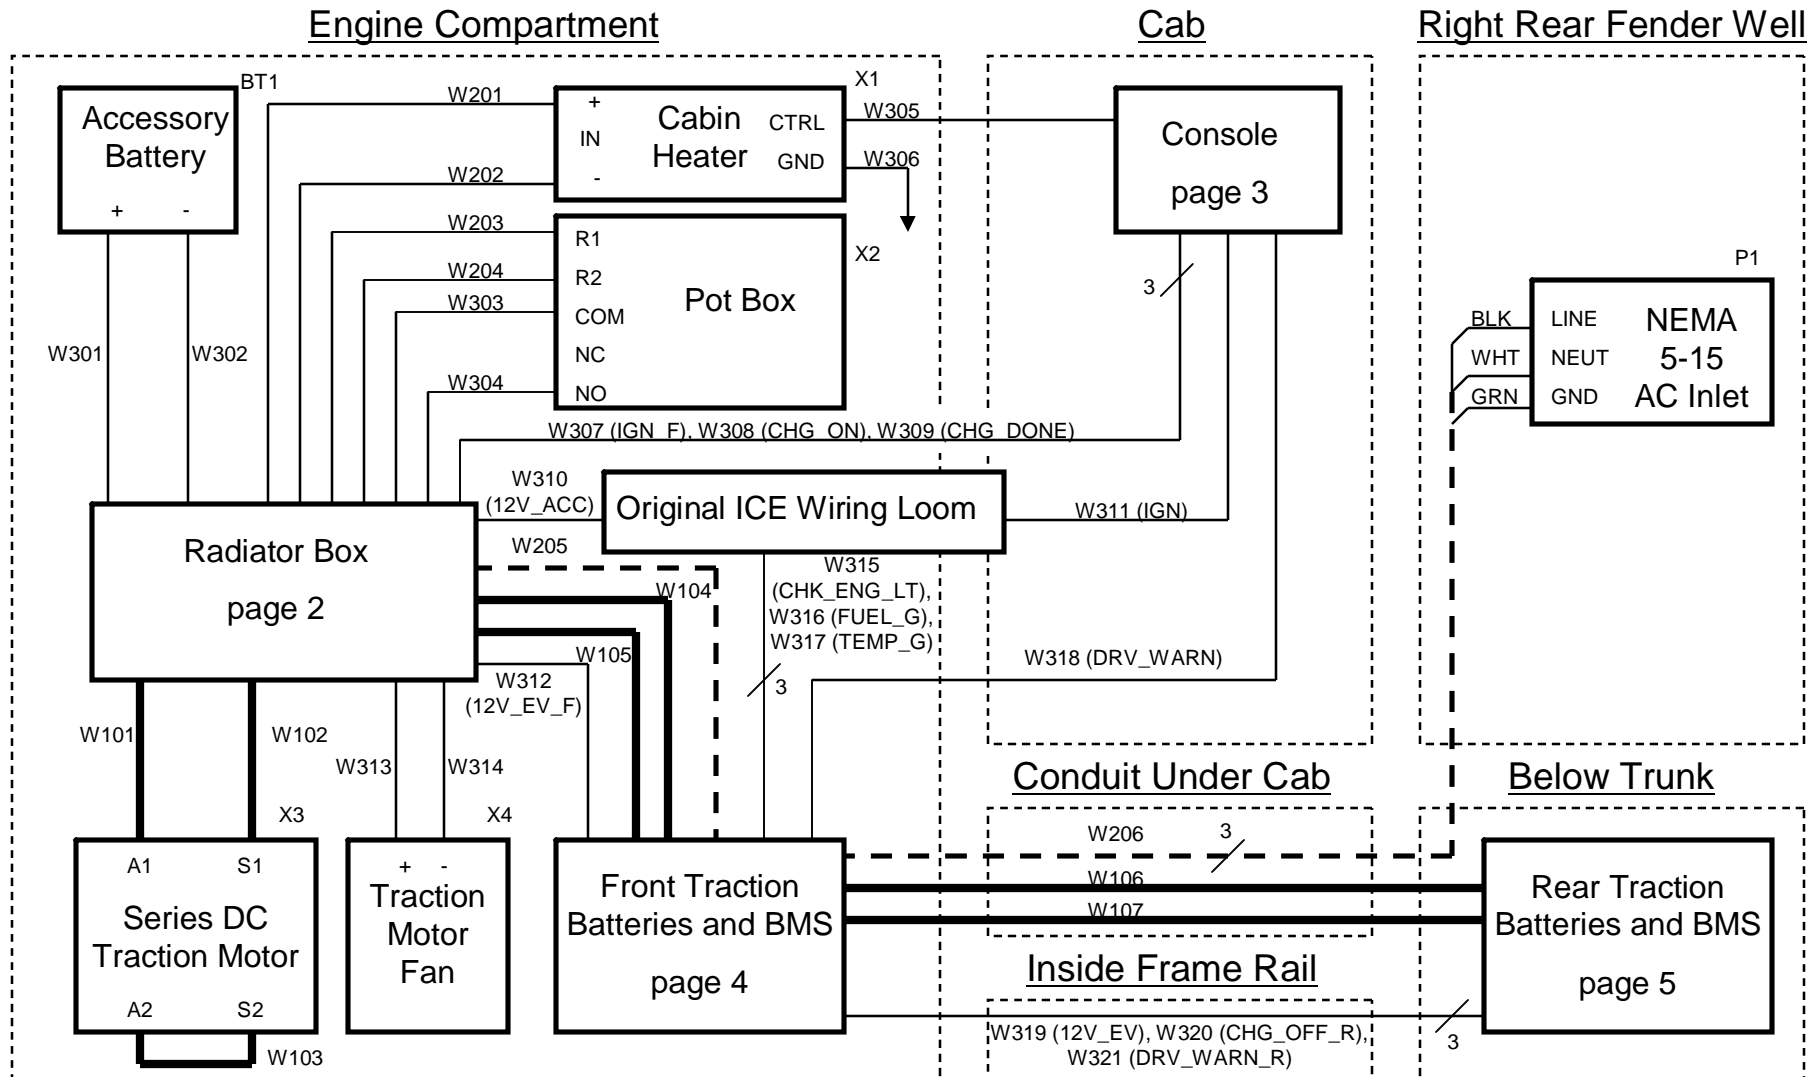 Engine Compartment
Cab
Right Rear Fender Well
BT1
Accessory
Battery
+ -
W301
W302
W201
W202
W203
W204
W303
W304
X1
+
IN
-
Cabin
Heater
CTRL
GND
W305
W306
X2
R1
R2
COM
NC
NO
Pot Box
Console
page 3
3
P1
BLK
WHT
GRN
LINE
NEUT
GND
NEMA
5-15
AC Inlet
W307 (IGN_F), W308 (CHG_ON), W309 (CHG_DONE)
W310
(12V_ACC)
Original ICE Wiring Loom
W311 (IGN)
Radiator Box
page 2
W205
W104
W105
W312
(12V_EV_F)
W315
(CHK_ENG_LT),
W316 (FUEL_G),
W317 (TEMP_G)
3
W318 (DRV_WARN)
W101
W102
W313
W314
X3
A1 S1
Series DC
Traction Motor
A2 S2
W103
X4
+ -
Traction
Motor
Fan
Front Traction
Batteries and BMS
page 4
Conduit Under Cab
W206
3
W106
W107
Inside Frame Rail
W319 (12V_EV), W320 (CHG_OFF_R),
W321 (DRV_WARN_R)
3
Below Trunk
Rear Traction
Batteries and BMS
page 5